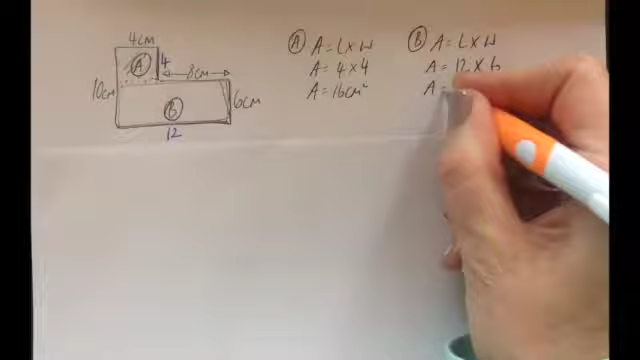 4cm
A
4
8cm
10cm
B
6cm
12
A A = L x W
A = 4 x 4
A = 16cm²
B A = L x W
A = 12 x 6
A =